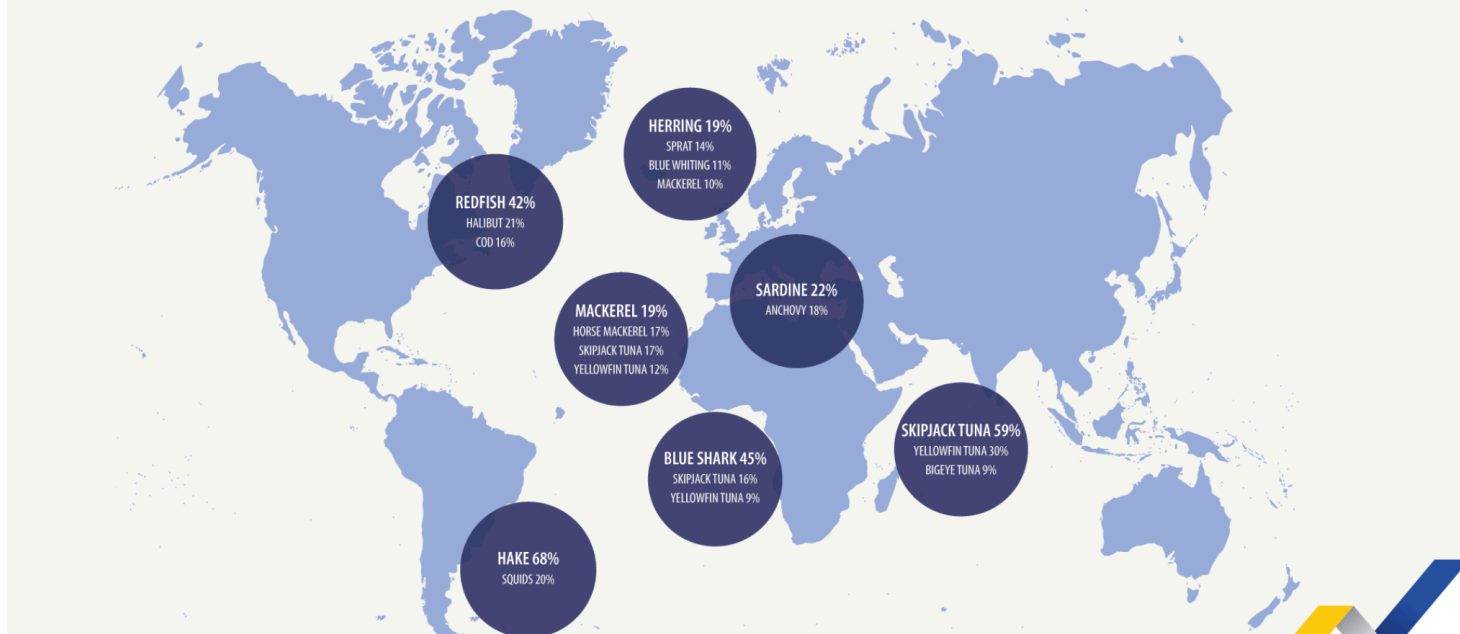 HERRING 19%
SPRAT 14%
BLUE WHITING 11%
MACKEREL 10%
REDFISH 42%
HALIBUT 21%
COD 16%
SARDINE 22%
ANCHOVY 18%
MACKEREL 19%
HORSE MACKEREL 17%
SKIPJACK TUNA 17%
YELLOWFIN TUNA 12%
SKIPJACK TUNA 59%
YELLOWFIN TUNA 30%
BIGEYE TUNA 9%
BLUE SHARK 45%
SKIPJACK TUNA 16%
YELLOWFIN TUNA 9%
HAKE 68%
SQUIDS 20%